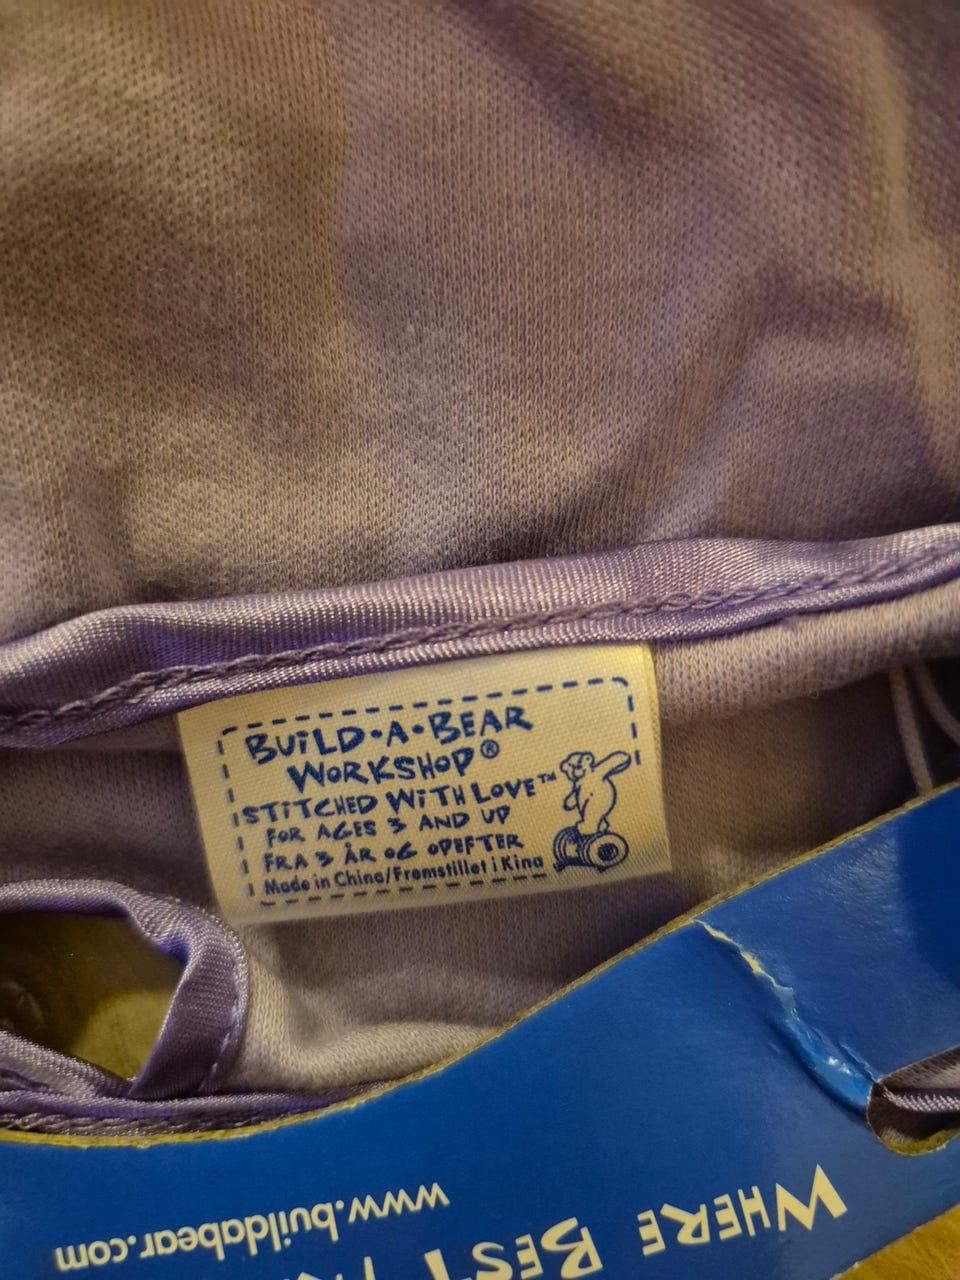 BUILD•A•BEAR
WORKSHOP®
STITCHED WITH LOVE™
FOR AGES 3 AND UP
FRA 3 ÅR OG OPEFTER
Made in China/Fremstillet i Kina
WHERE BEST
www.buildabear.com